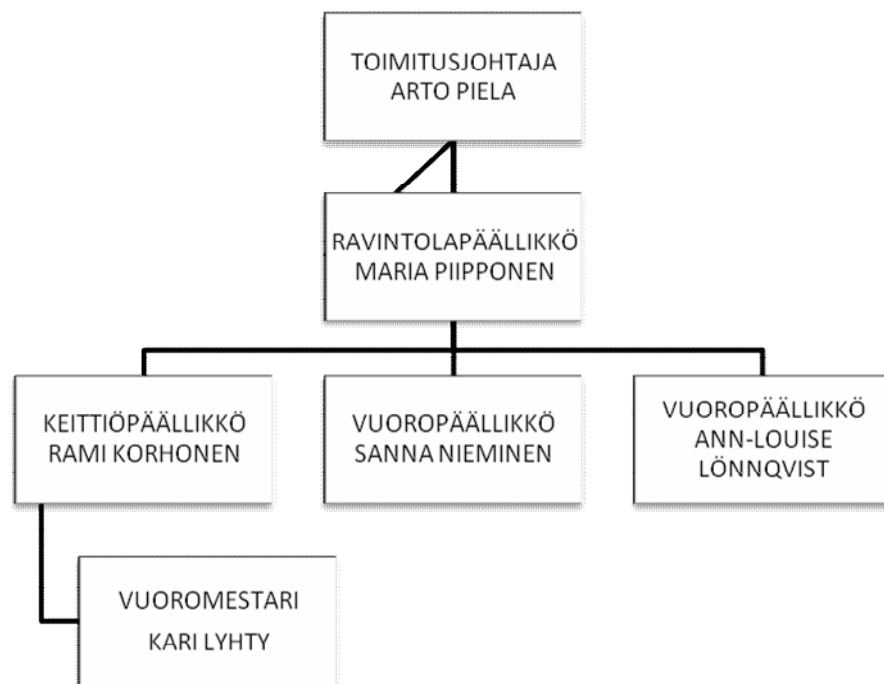 TOIMITUSJOHTAJA
ARTO PIELA
RAVINTOLAPÄÄLLIKKÖ
MARIA PIIPPONEN
KEITTIÖPÄÄLLIKKÖ
RAMI KORHONEN
VUOROPÄÄLLIKKÖ
SANNA NIEMINEN
VUOROPÄÄLLIKKÖ
ANN-LOUISE
LÖNNQVIST
VUOROMESTARI
KARI LYHTY